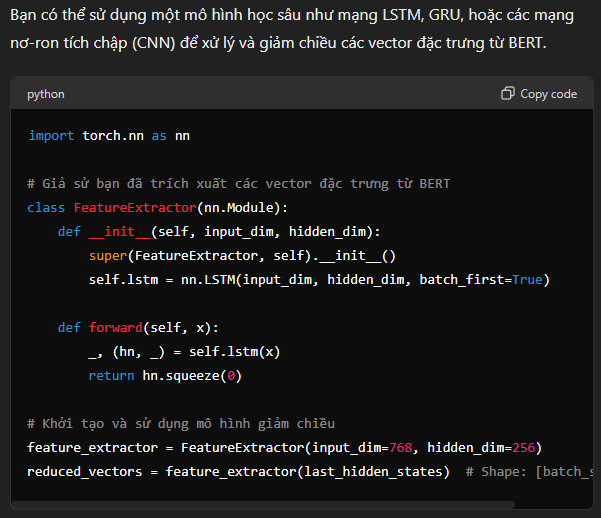 Bạn có thể sử dụng một mô hình học sâu như mạng LSTM, GRU, hoặc các mạng
nơ-ron tích chập (CNN) để xử lý và giảm chiều các vector đặc trưng từ BERT.
python
Copy code
import torch.nn as nn
# Giả sử bạn đã trích xuất các vector đặc trưng từ BERT
class FeatureExtractor(nn.Module):
    def __init__(self, input_dim, hidden_dim):
        super(FeatureExtractor, self).__init__()
        self.lstm = nn.LSTM(input_dim, hidden_dim, batch_first=True)
    def forward(self, x):
        _, (hn, _) = self.lstm(x)
        return hn.squeeze(0)
# Khởi tạo và sử dụng mô hình giảm chiều
feature_extractor = FeatureExtractor(input_dim=768, hidden_dim=256)
reduced_vectors = feature_extractor(last_hidden_states)  # Shape: [batch_s